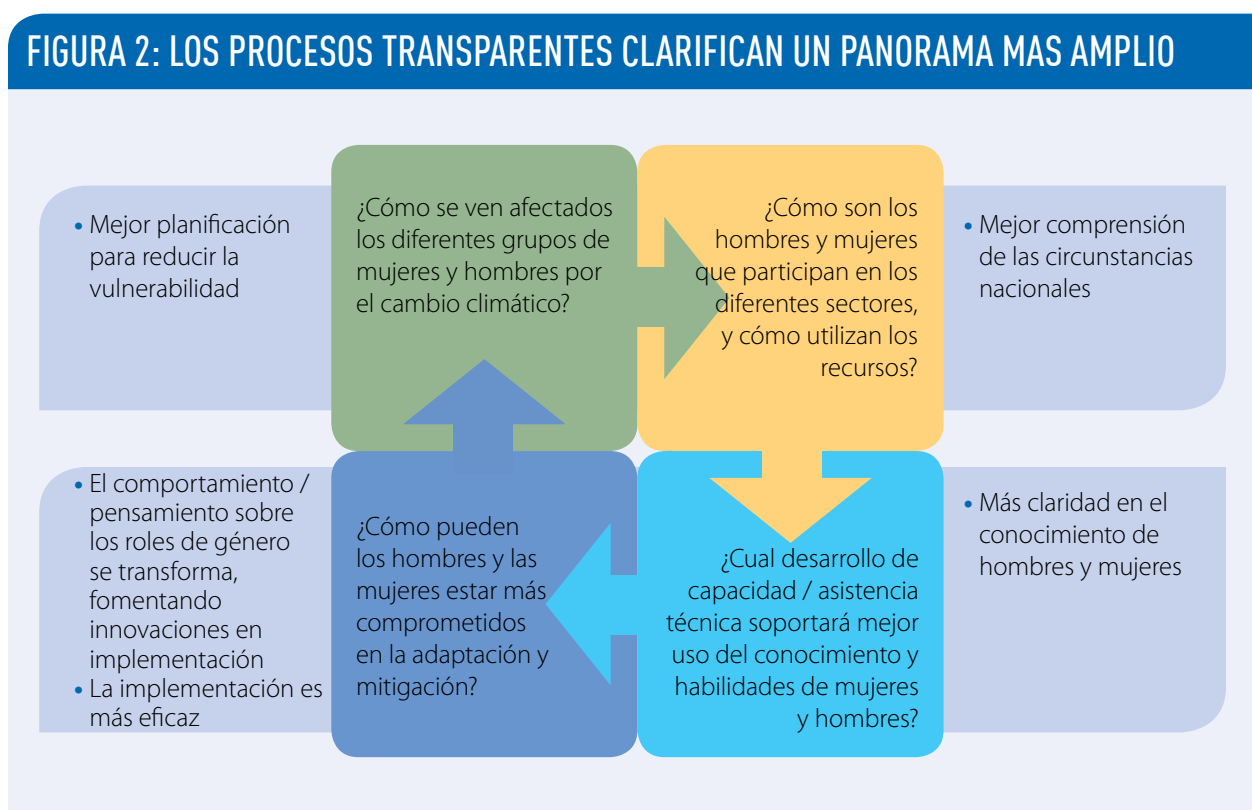 FIGURA 2: LOS PROCESOS TRANSPARENTES CLARIFICAN UN PANORAMA MAS AMPLIO
• Mejor planificación
para reducir la
vulnerabilidad
¿Cómo se ven afectados
los diferentes grupos de
mujeres y hombres por
el cambio climático?
¿Cómo son los
hombres y mujeres
que participan en los
diferentes sectores,
y cómo utilizan los
recursos?
• Mejor comprensión
de las circunstancias
nacionales
• El comportamiento /
pensamiento sobre
los roles de género
se transforma,
fomentando
innovaciones en
implementación
• La implementación es
más eficaz
¿Cómo pueden
los hombres y las
mujeres estar más
comprometidos
en la adaptación y
mitigación?
¿Cual desarrollo de
capacidad / asistencia
técnica soportará mejor
uso del conocimiento y
habilidades de mujeres
y hombres?
• Más claridad en el
conocimiento de
hombres y mujeres